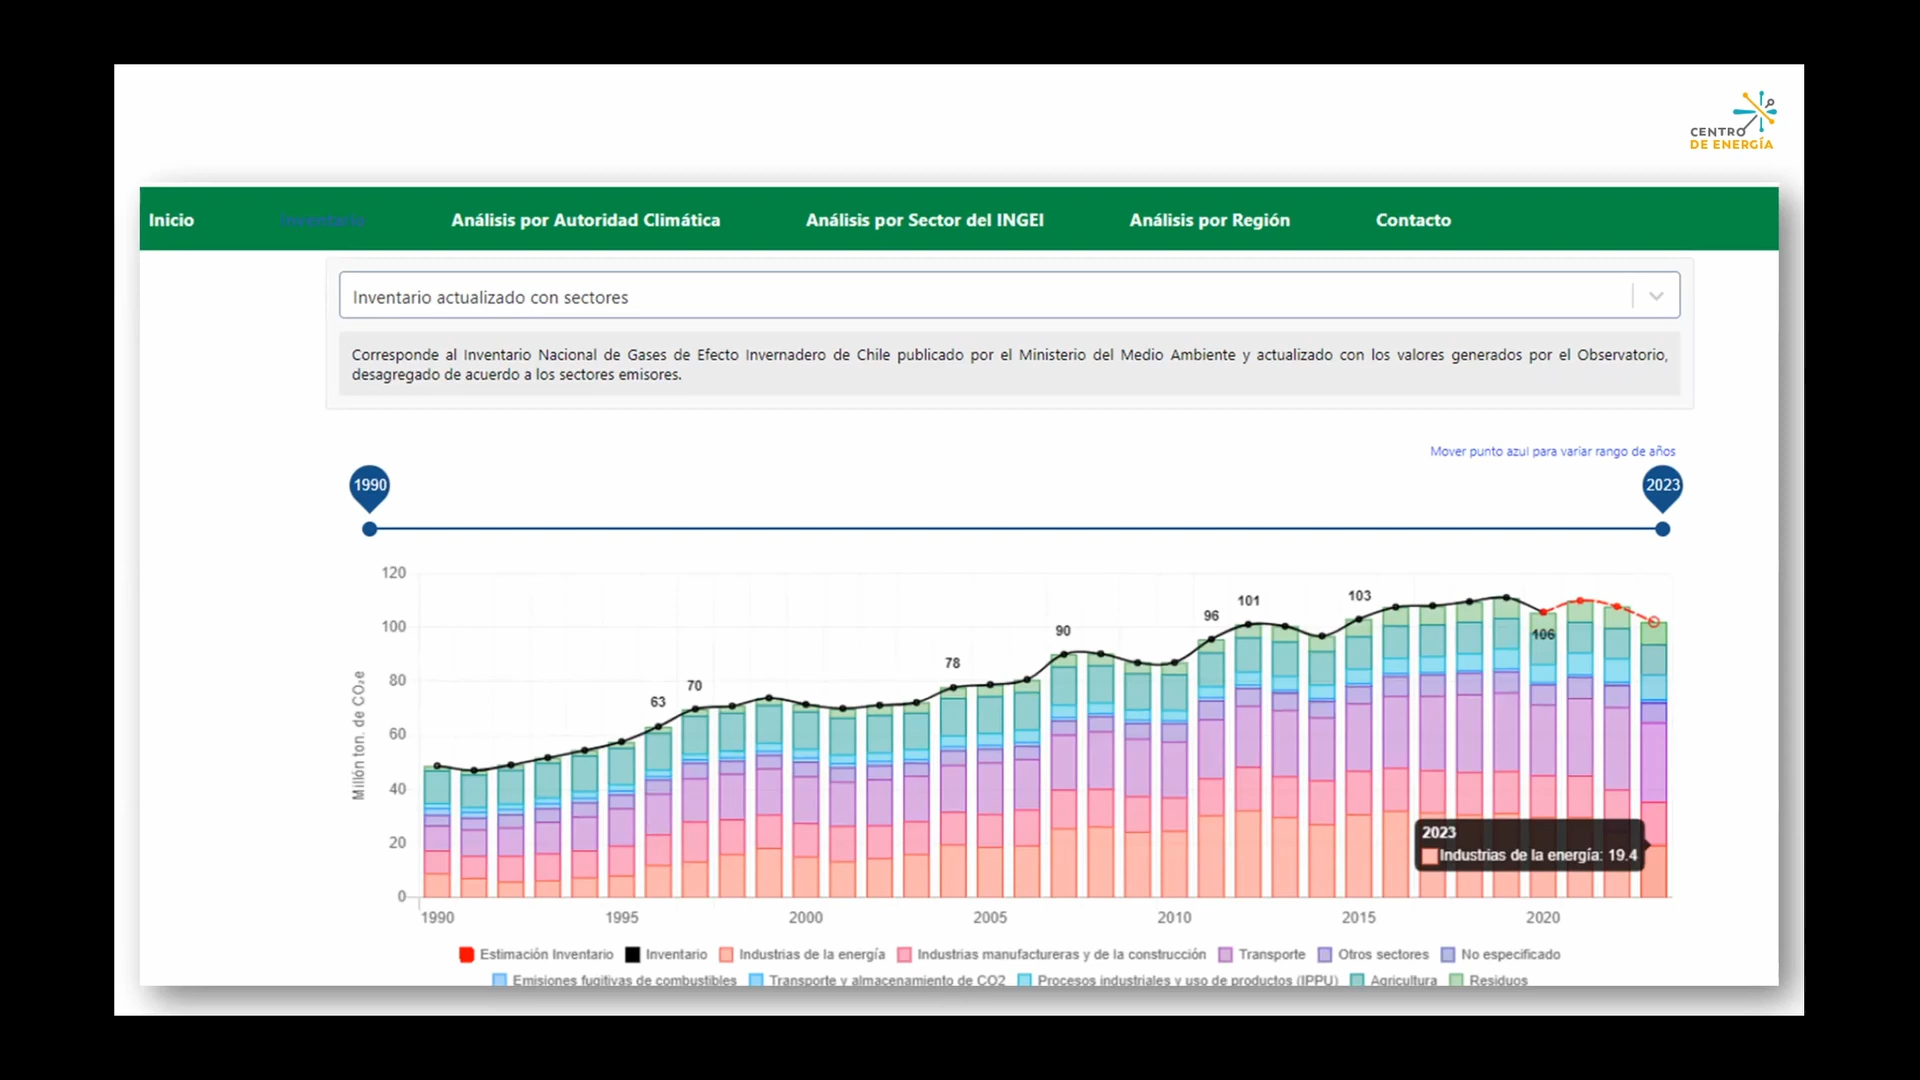 CENTRO
DE ENERGÍA
Inicio Inventario Análisis por Autoridad Climática Análisis por Sector del INGEI Análisis por Región Contacto
Inventario actualizado con sectores
Corresponde al Inventario Nacional de Gases de Efecto Invernadero de Chile publicado por el Ministerio del Medio Ambiente y actualizado con los valores generados por el Observatorio,
desagregado de acuerdo a los sectores emisores.
Mover punto azul para variar rango de años
1990 2023
Millón ton. de CO₂e
120
100
80
60
40
20
0
63
70
78
90
96
101
103
106
2023
Industrias de la energía: 19.4
1990 1995 2000 2005 2010 2015 2020
Estimación Inventario Inventario Industrias de la energía Industrias manufactureras y de la construcción Transporte Otros sectores No especificado
Emisiones fugitivas de combustibles Transporte y almacenamiento de CO2 Procesos industriales y uso de productos (IPPU) Agricultura Residuos